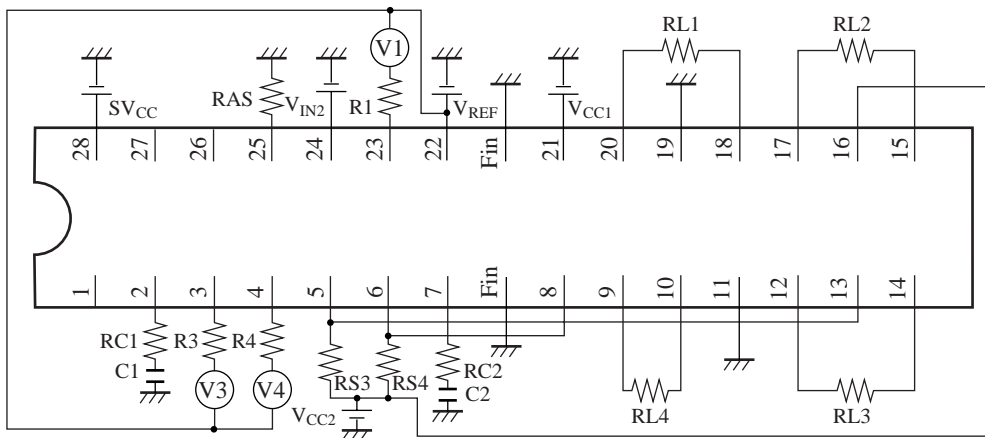 RL1
RL2
V1
SVCC
RAS
VIN2
R1
VREF
VCC1
28
27
26
25
24
23
22
Fin
21
20
19
18
17
16
15
1
2
3
4
5
6
7
Fin
8
9
10
11
12
13
14
RC1
R3
R4
C1
V3
V4
RS3
RS4
RC2
C2
VCC2
RL4
RL3